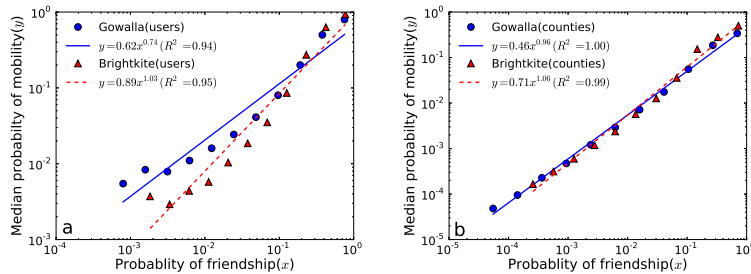 Gowalla(users)
y=0.62x^0.74 (R^2 =0.94)
Brightkite(users)
y=0.89x^1.03 (R^2 =0.95)
Median probability of mobility(y)
10^0
10^-1
10^-2
10^-3
a
10^-4 10^-3 10^-2 10^-1 10^0
Probablity of friendship(x)
Gowalla(counties)
y=0.46x^0.96 (R^2 =1.00)
Brightkite(counties)
y=0.71x^1.06 (R^2 =0.99)
Median probabilty of mobility(y)
10^0
10^-1
10^-2
10^-3
10^-4
10^-5
b
10^-5 10^-4 10^-3 10^-2 10^-1 10^0
Probablity of friendship(x)